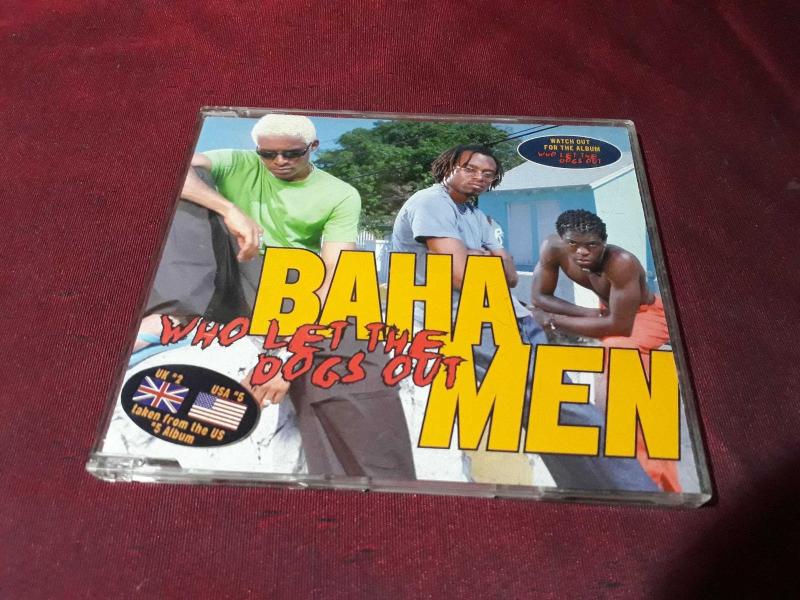 WATCH OUT
FOR THE ALBUM
WHO LET THE
DOGS OUT
BAHA
MEN
WHO LET THE
DOGS OUT
UK #2
USA #5
taken from the US
#5 Album